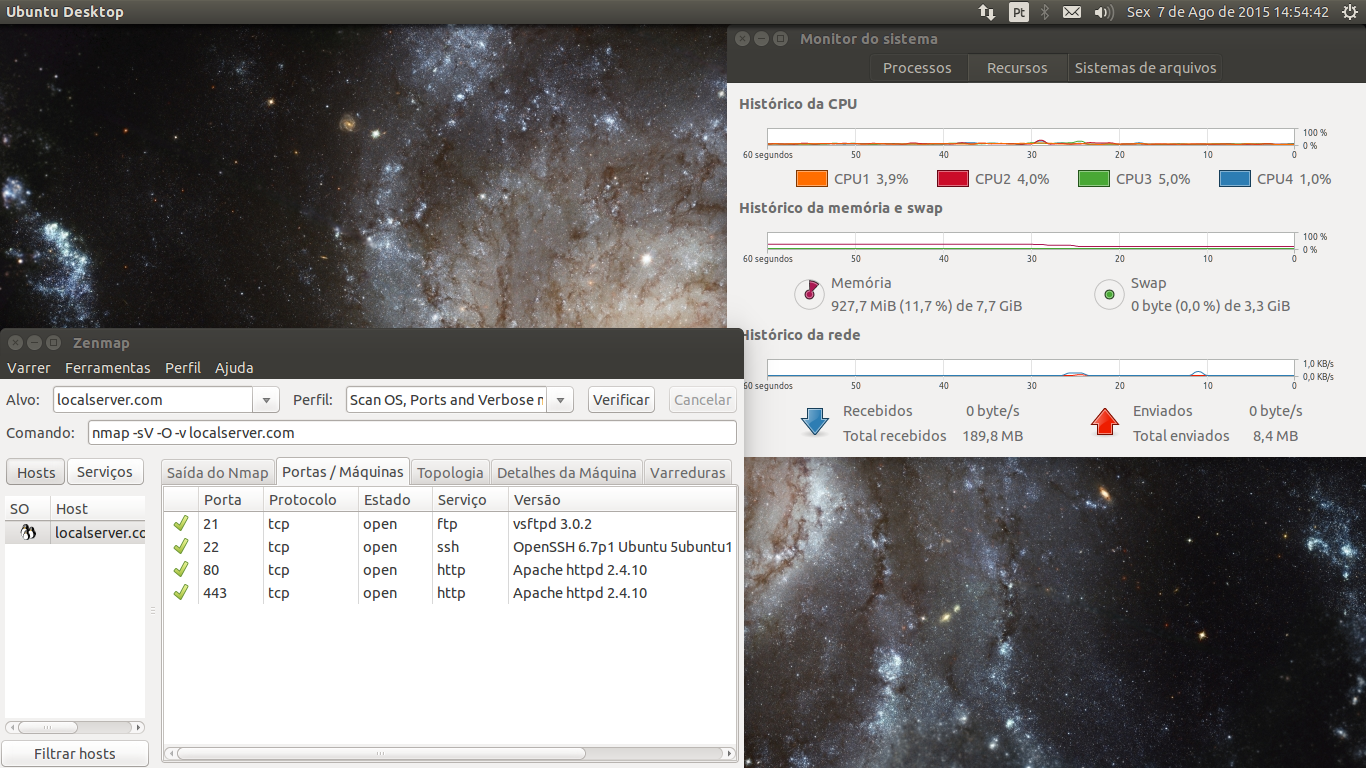 Ubuntu Desktop
Pt
Sex 7 de Ago de 2015 14:54:42
Monitor do sistema
Processos
Recursos
Sistemas de arquivos
Histórico da CPU
100 %
0 %
60 segundos 50 40 30 20 10 0
CPU1 3,9% CPU2 4,0% CPU3 5,0% CPU4 1,0%
Histórico da memória e swap
100 %
0 %
60 segundos 50 40 30 20 10 0
Memória
927,7 MiB (11,7 %) de 7,7 GiB
Swap
0 byte (0,0 %) de 3,3 GiB
Histórico da rede
1,0 KB/s
0,0 KB/s
60 segundos 50 40 30 20 10 0
Recebidos 0 byte/s
Total recebidos 189,8 MB
Enviados 0 byte/s
Total enviados 8,4 MB
Zenmap
Varrer Ferramentas Perfil Ajuda
Alvo: localserver.com Perfil: Scan OS, Ports and Verbose Verificar Cancelar
Comando: nmap -sV -O -v localserver.com
Hosts Serviços
SO Host
localserver.co
Filtrar hosts
Saída do Nmap Portas / Máquinas Topologia Detalhes da Máquina Varreduras
Porta Protocolo Estado Serviço Versão
21 tcp open ftp vsftpd 3.0.2
22 tcp open ssh OpenSSH 6.7p1 Ubuntu 5ubuntu1
80 tcp open http Apache httpd 2.4.10
443 tcp open http Apache httpd 2.4.10